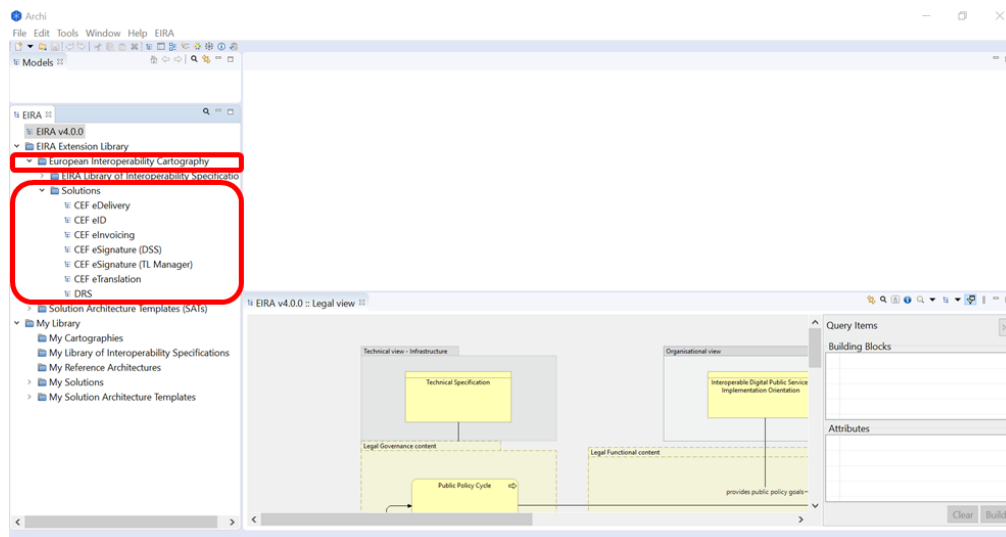 Archi
File Edit Tools Window Help EIRA
Models
EIRA
EIRA v4.0.0
EIRA Extension Library
European Interoperability Cartography
EIRA Library of Interoperability Specificatio
Solutions
CEF eDelivery
CEF eID
CEF eInvoicing
CEF eSignature (DSS)
CEF eSignature (TL Manager)
CEF eTranslation
DRS
Solution Architecture Templates (SATs)
My Library
My Cartographies
My Library of Interoperability Specifications
My Reference Architectures
My Solutions
My Solution Architecture Templates
EIRA v4.0.0 :: Legal view
Technical view - Infrastructure
Technical Specification
Legal Governance content
Public Policy Cycle
Organisational view
Interoperable Digital Public Service
Implementation Orientation
Legal Functional content
provides public policy goals
Query Items
Building Blocks
Attributes
Clear Build